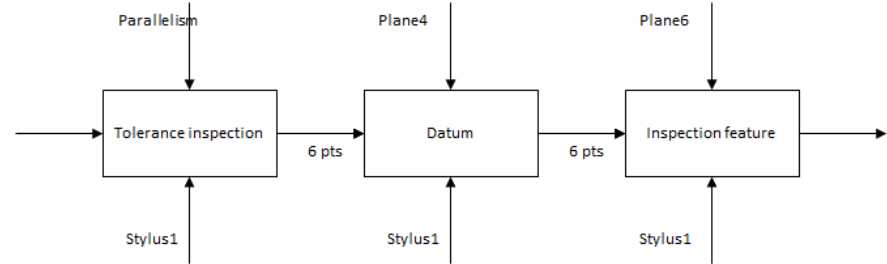 Parallelism
Plane4
Plane6
Tolerance inspection
Datum
Inspection feature
6 pts
6 pts
Stylus1
Stylus1
Stylus1